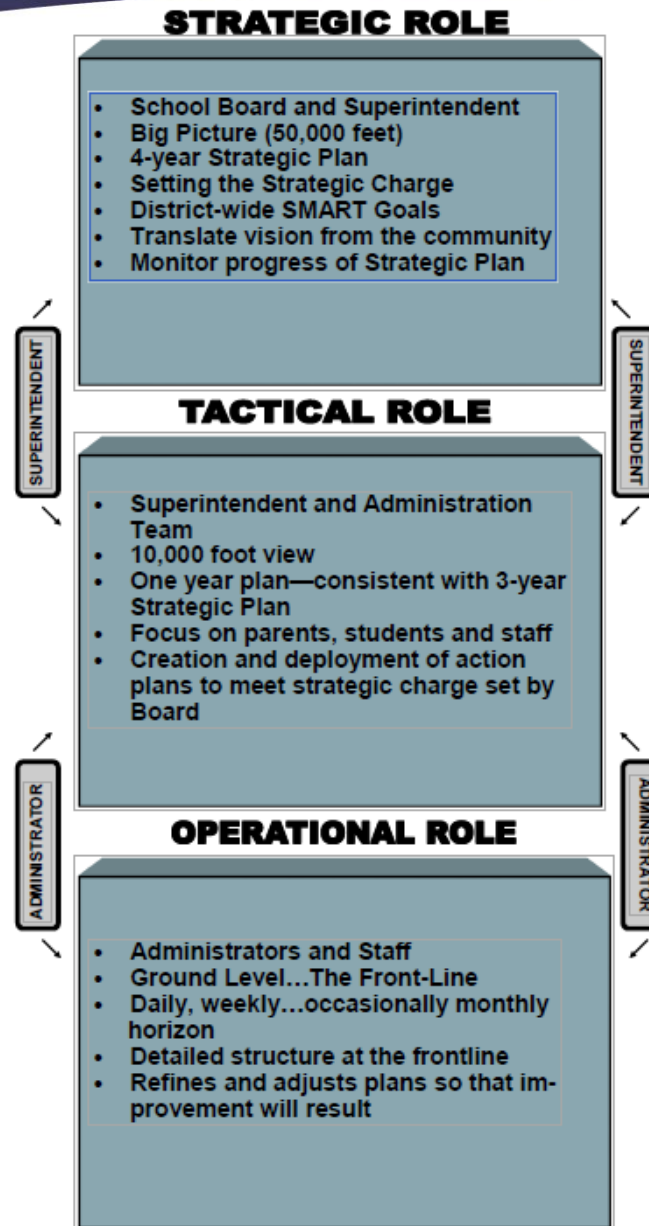 STRATEGIC ROLE
• School Board and Superintendent
• Big Picture (50,000 feet)
• 4-year Strategic Plan
• Setting the Strategic Charge
• District-wide SMART Goals
• Translate vision from the community
• Monitor progress of Strategic Plan
SUPERINTENDENT
SUPERINTENDENT
TACTICAL ROLE
• Superintendent and Administration
Team
• 10,000 foot view
• One year plan—consistent with 3-year
Strategic Plan
• Focus on parents, students and staff
• Creation and deployment of action
plans to meet strategic charge set by
Board
ADMINISTRATOR
ADMINISTRATOR
OPERATIONAL ROLE
• Administrators and Staff
• Ground Level…The Front-Line
• Daily, weekly…occasionally monthly
horizon
• Detailed structure at the frontline
• Refines and adjusts plans so that im-
provement will result